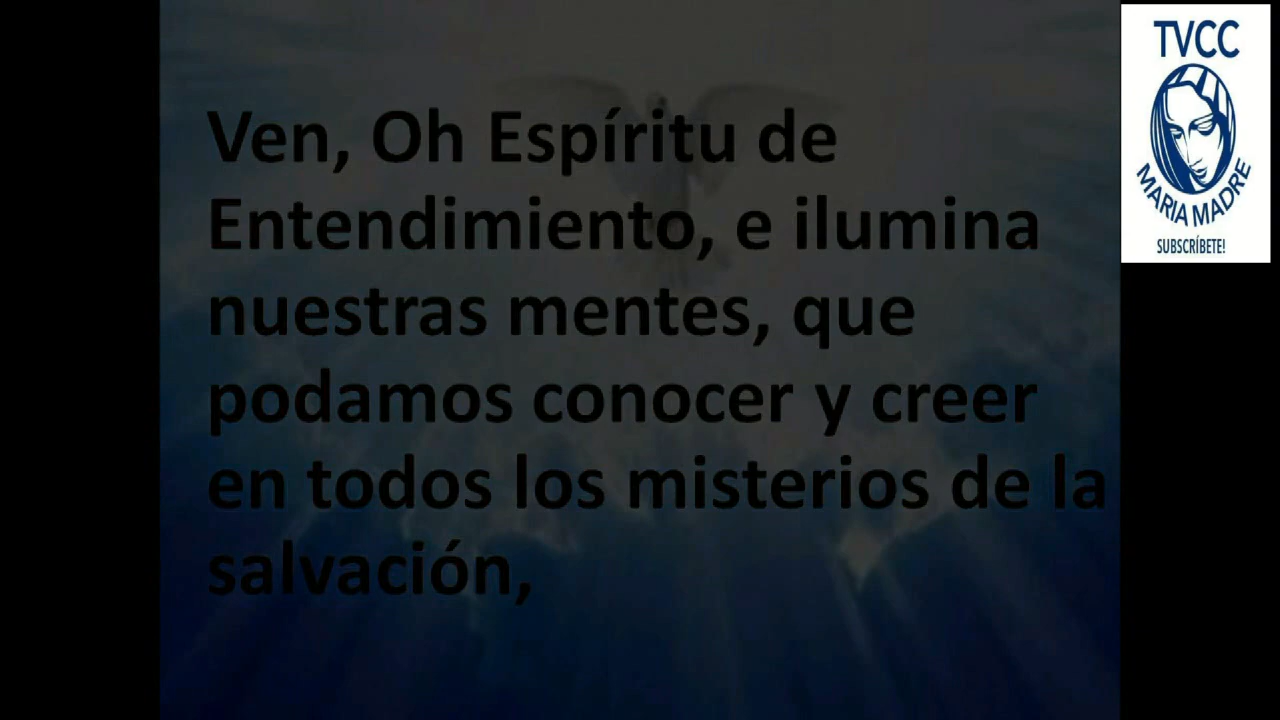 Ven, Oh Espíritu de
Entendimiento, e ilumina
nuestras mentes, que
podamos conocer y creer
en todos los misterios de la
salvación,
TVCC
MARIA MADRE
SUBSCRÍBETE!